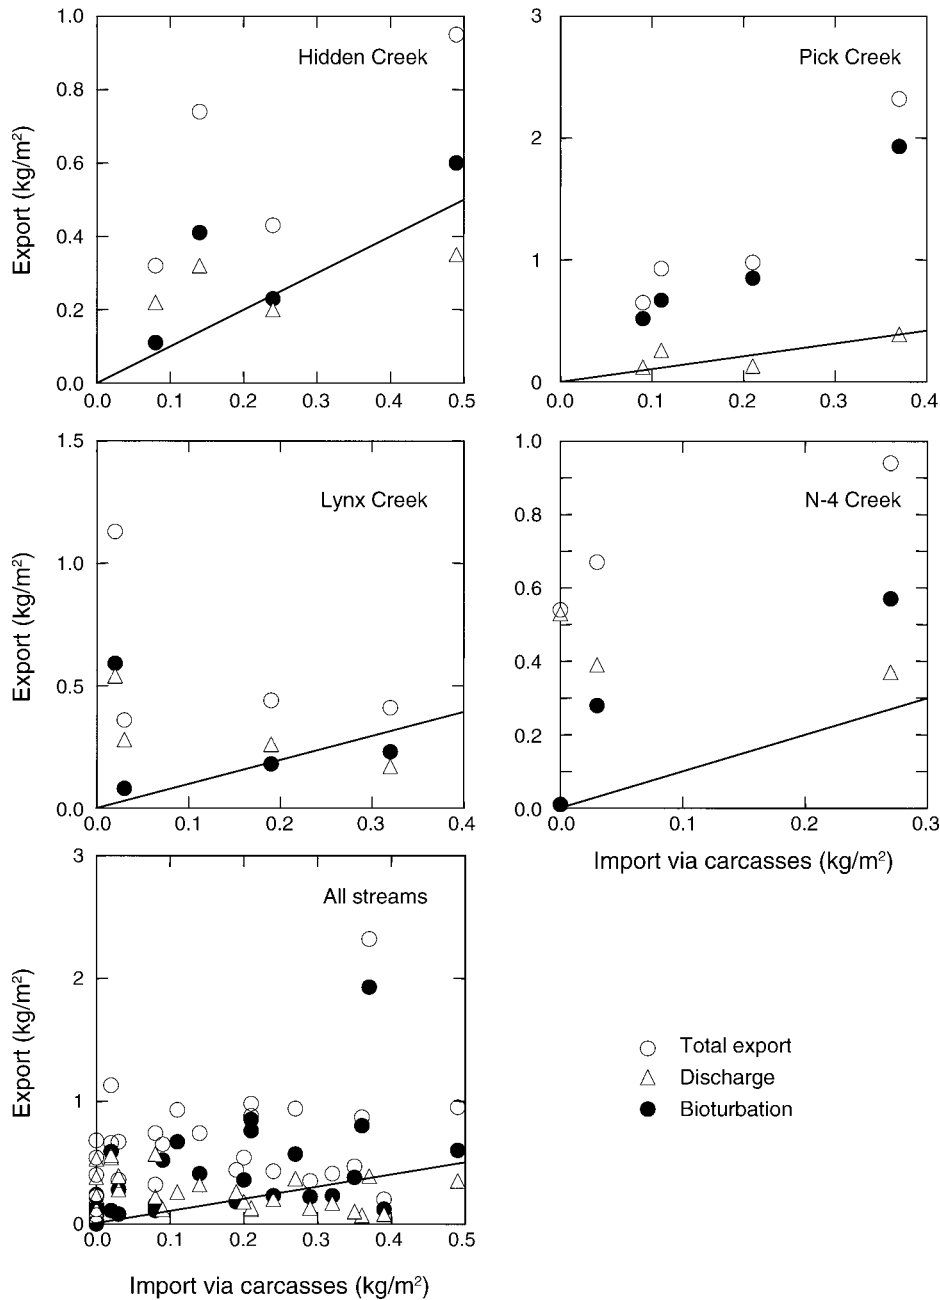 Hidden Creek
Export (kg/m²)
1.0
0.8
0.6
0.4
0.2
0.0
0.0 0.1 0.2 0.3 0.4 0.5
Pick Creek
3
2
1
0
0.0 0.1 0.2 0.3 0.4
Lynx Creek
Export (kg/m²)
1.5
1.0
0.5
0.0
0.0 0.1 0.2 0.3 0.4
N-4 Creek
1.0
0.8
0.6
0.4
0.2
0.0
0.0 0.1 0.2 0.3
Import via carcasses (kg/m²)
All streams
Export (kg/m²)
3
2
1
0
0.0 0.1 0.2 0.3 0.4 0.5
Import via carcasses (kg/m²)
Total export
Discharge
Bioturbation